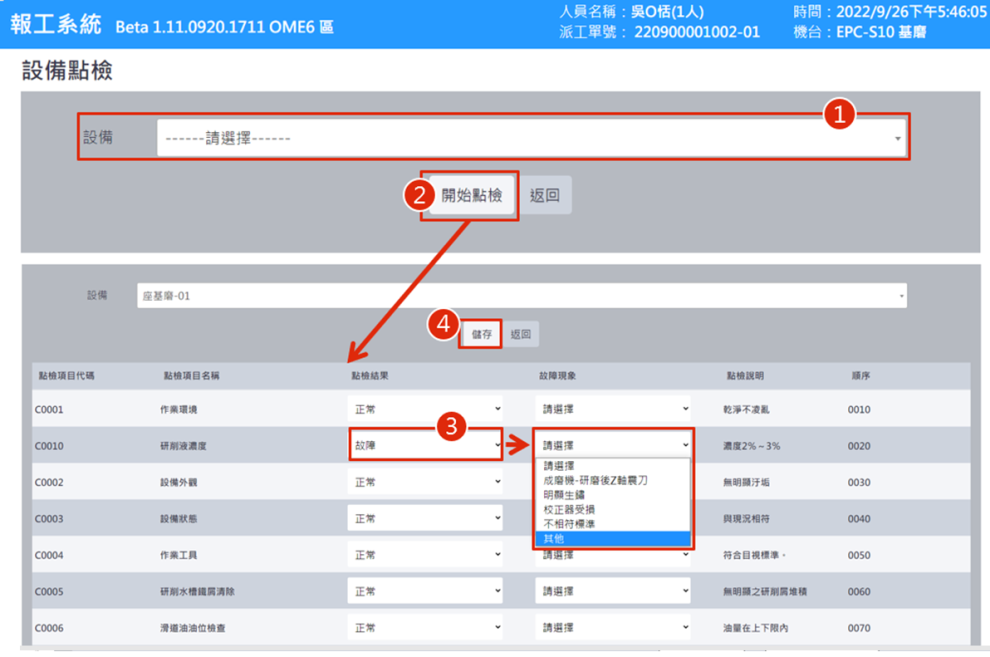 報工系統 Beta 1.11.0920.1711 OME6 區
人員名稱：吳O恬(1人) 時間：2022/9/26下午5:46:05
派工單號： 220900001002-01 機台：EPC-S10 基磨
設備點檢
1
設備 ------請選擇------
2 開始點檢 返回
設備 座基磨-01
4 儲存 返回
點檢項目代碼 點檢項目名稱 點檢結果 故障現象 點檢說明 順序
C0001 作業環境 正常 請選擇 乾淨不凌亂 0010
3
C0010 研削液濃度 故障 請選擇 濃度2%~3% 0020
請選擇
成磨機-研磨後Z軸震刀
明顯生鏽
校正器受損
不相符標準
其他
C0002 設備外觀 正常 無明顯汙垢 0030
C0003 設備狀態 正常 與現況相符 0040
C0004 作業工具 正常 請選擇 符合目視標準。 0050
C0005 研削水槽鐵屑清除 正常 請選擇 無明顯之研削屑堆積 0060
C0006 滑道油油位檢查 正常 請選擇 油量在上下限內 0070